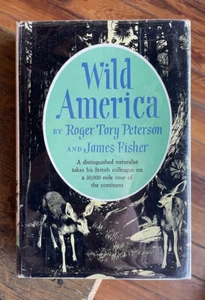 Wild
America
BY Roger Tory Peterson
AND James Fisher
A distinguished naturalist
takes his British colleague on
a 30,000 mile tour of
the continent